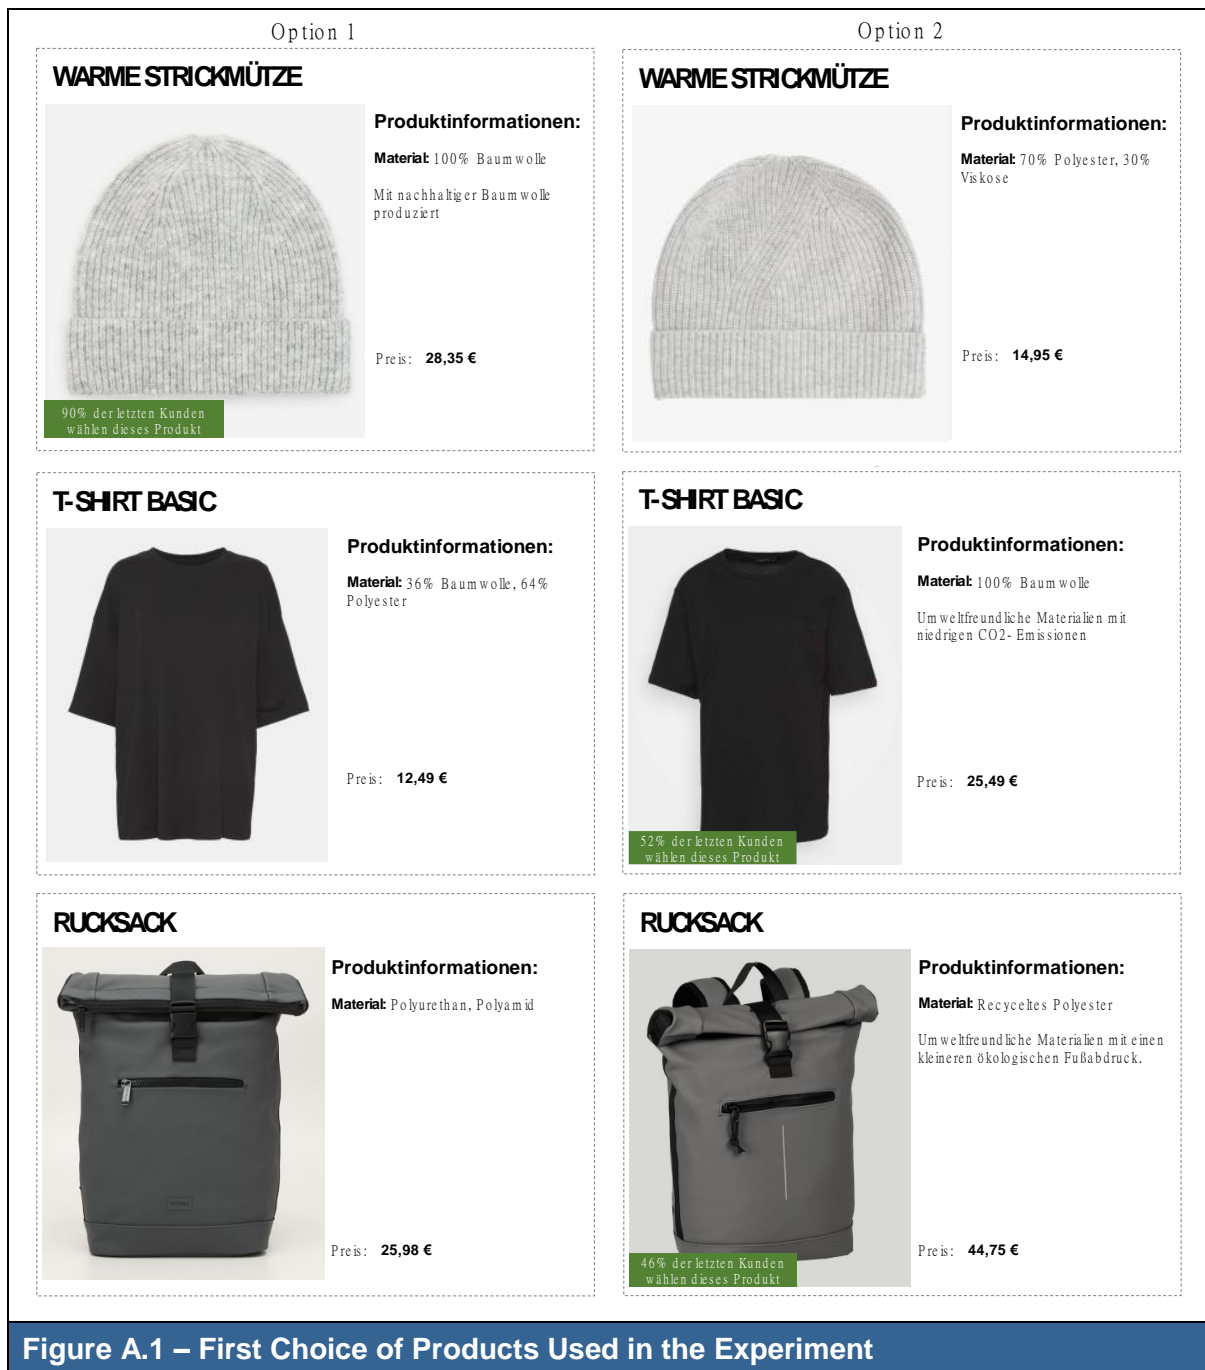 Option 1
Option 2
WARME STRICKMÜTZE
Produktinformationen:
Material: 100% Baumwolle
Mit nachhaltiger Baumwolle
produziert
Preis: 28,35 €
90% der letzten Kunden
wählen dieses Produkt
WARME STRICKMÜTZE
Produktinformationen:
Material: 70% Polyester, 30%
Viskose
Preis: 14,95 €
T-SHIRT BASIC
Produktinformationen:
Material: 36% Baumwolle, 64%
Polyester
Preis: 12,49 €
T-SHIRT BASIC
Produktinformationen:
Material: 100% Baumwolle
Umweltfreundliche Materialien mit
niedrigen CO2- Emissionen
Preis: 25,49 €
52% der letzten Kunden
wählen dieses Produkt
RUCKSACK
Produktinformationen:
Material: Polyurethan, Polyamid
Preis: 25,98 €
RUCKSACK
Produktinformationen:
Material: Recyceltes Polyester
Umweltfreundliche Materialien mit einen
kleineren ökologischen Fußabdruck.
Preis: 44,75 €
46% der letzten Kunden
wählen dieses Produkt
Figure A.1 – First Choice of Products Used in the Experiment